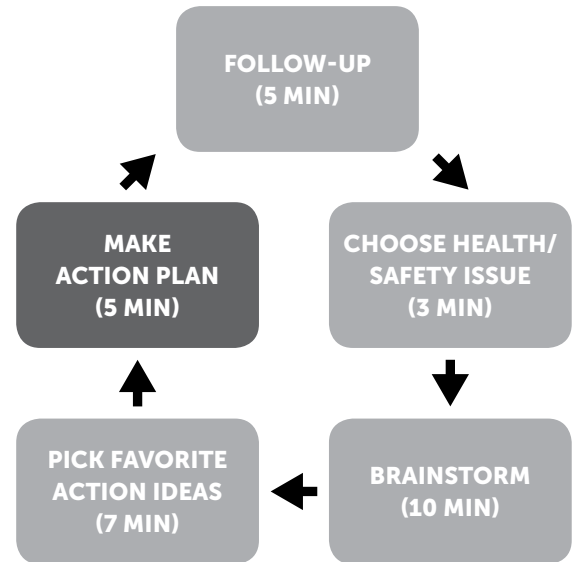 FOLLOW-UP
(5 MIN)
CHOOSE HEALTH/
SAFETY ISSUE
(3 MIN)
BRAINSTORM
(10 MIN)
PICK FAVORITE
ACTION IDEAS
(7 MIN)
MAKE
ACTION PLAN
(5 MIN)